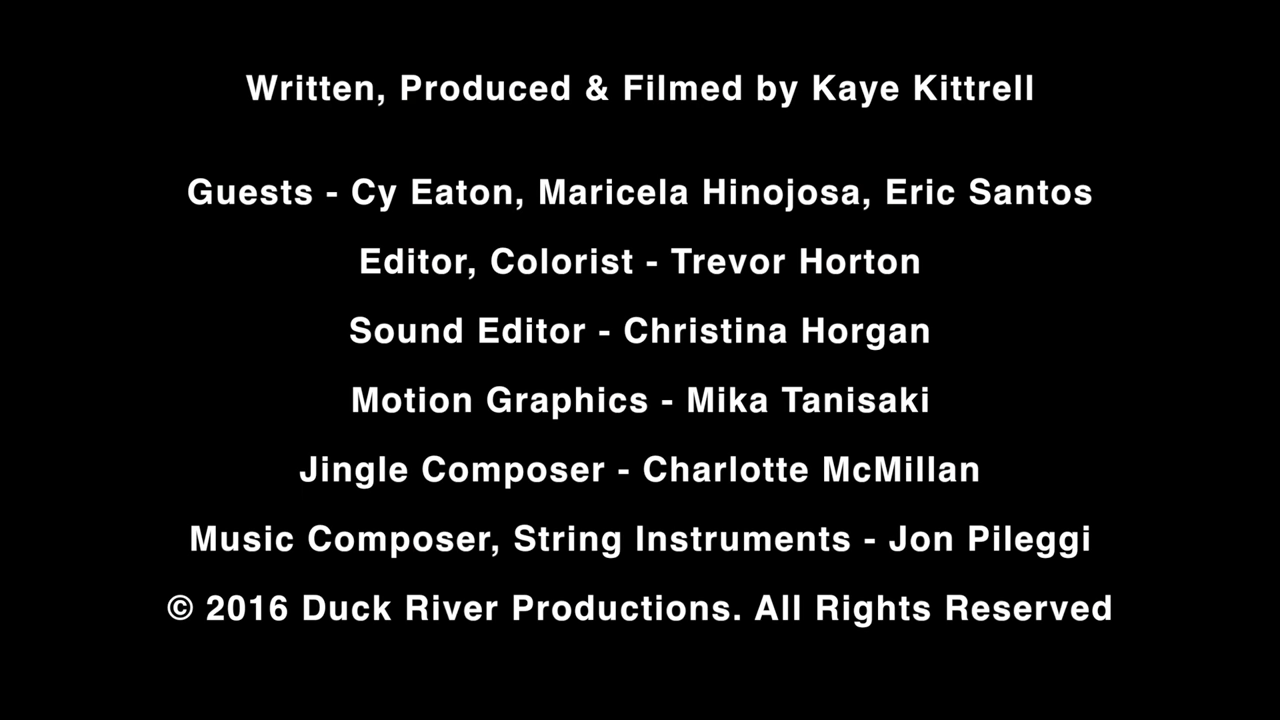 Written, Produced & Filmed by Kaye Kittrell
Guests - Cy Eaton, Maricela Hinojosa, Eric Santos
Editor, Colorist - Trevor Horton
Sound Editor - Christina Horgan
Motion Graphics - Mika Tanisaki
Jingle Composer - Charlotte McMillan
Music Composer, String Instruments - Jon Pileggi
© 2016 Duck River Productions. All Rights Reserved